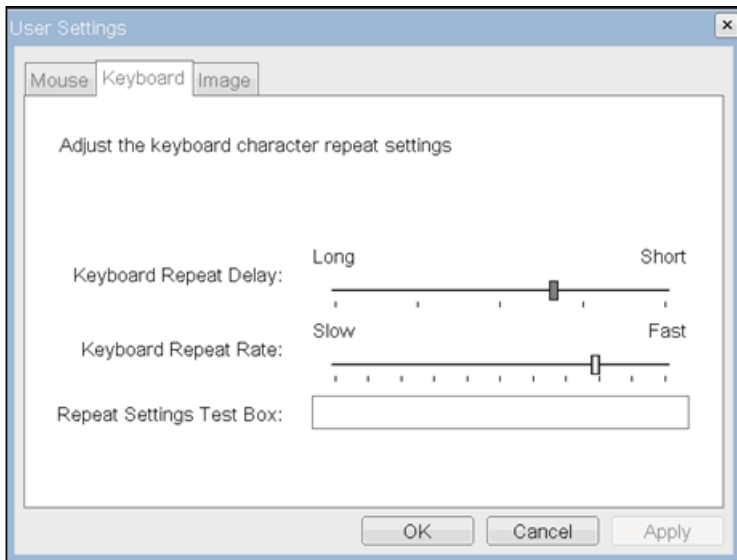 User Settings
Mouse Keyboard Image
Adjust the keyboard character repeat settings
Long Short
Keyboard Repeat Delay:
Slow Fast
Keyboard Repeat Rate:
Repeat Settings Test Box:
OK Cancel Apply